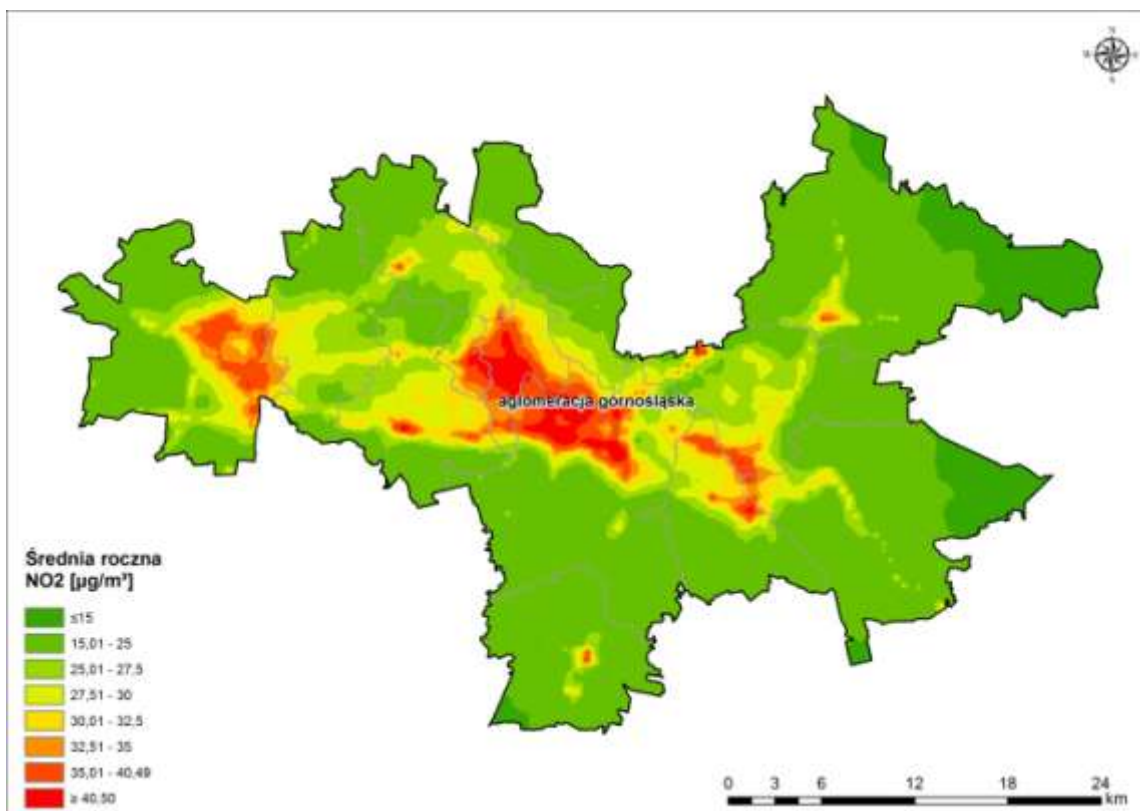 N
W
E
S
aglomeracja górnośląska
Średnia roczna
NO2 [µg/m³]
≤15
15,01 - 25
25,01 - 27,5
27,51 - 30
30,01 - 32,5
32,51 - 35
35,01 - 40,49
≥ 40,50
0 3 6 12 18 24
km